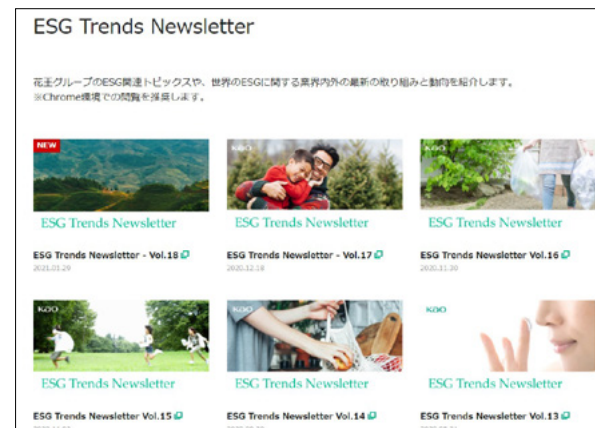 ESG Trends Newsletter
花王グループのESG関連トピックスや、世界のESGに関する業界内外の最新の取り組みと動向を紹介します。
※Chrome環境での閲覧を推奨します。
NEW
Kao
Kao
ESG Trends Newsletter
ESG Trends Newsletter
ESG Trends Newsletter
ESG Trends Newsletter - Vol.18
ESG Trends Newsletter - Vol.17
ESG Trends Newsletter Vol.16
2021.01.29
2020.12.18
2020.11.30
Kao
Kao
Kao
ESG Trends Newsletter
ESG Trends Newsletter
ESG Trends Newsletter
ESG Trends Newsletter Vol.15
ESG Trends Newsletter Vol.14
ESG Trends Newsletter Vol.13